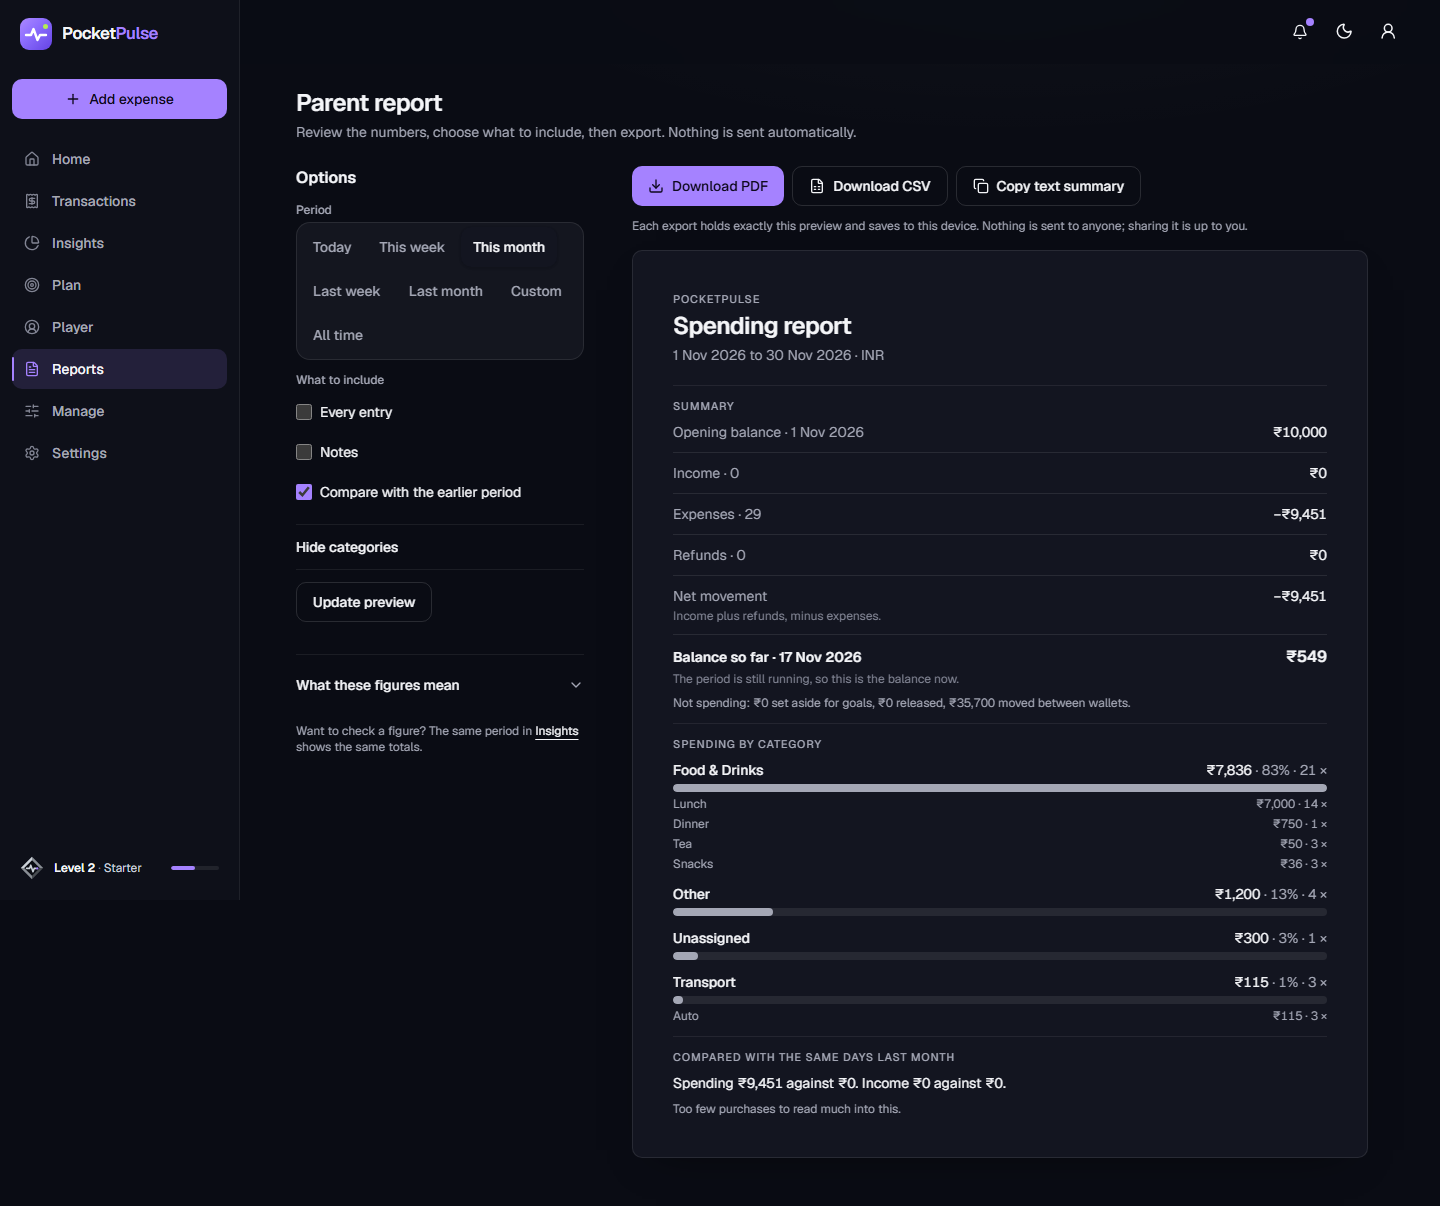 PocketPulse
Add expense
Home
Transactions
Insights
Plan
Player
Reports
Manage
Settings
Level 2 · Starter
Parent report
Review the numbers, choose what to include, then export. Nothing is sent automatically.
Options
Period
Today This week This month
Last week Last month Custom
All time
What to include
Every entry
Notes
Compare with the earlier period
Hide categories
Update preview
What these figures mean
Want to check a figure? The same period in Insights
shows the same totals.
Download PDF Download CSV Copy text summary
Each export holds exactly this preview and saves to this device. Nothing is sent to anyone; sharing it is up to you.
POCKETPULSE
Spending report
1 Nov 2026 to 30 Nov 2026 · INR
SUMMARY
Opening balance · 1 Nov 2026 ₹10,000
Income · 0 ₹0
Expenses · 29 −₹9,451
Refunds · 0 ₹0
Net movement −₹9,451
Income plus refunds, minus expenses.
Balance so far · 17 Nov 2026 ₹549
The period is still running, so this is the balance now.
Not spending: ₹0 set aside for goals, ₹0 released, ₹35,700 moved between wallets.
SPENDING BY CATEGORY
Food & Drinks ₹7,836 · 83% · 21 ×
Lunch ₹7,000 · 14 ×
Dinner ₹750 · 1 ×
Tea ₹50 · 3 ×
Snacks ₹36 · 3 ×
Other ₹1,200 · 13% · 4 ×
Unassigned ₹300 · 3% · 1 ×
Transport ₹115 · 1% · 3 ×
Auto ₹115 · 3 ×
COMPARED WITH THE SAME DAYS LAST MONTH
Spending ₹9,451 against ₹0. Income ₹0 against ₹0.
Too few purchases to read much into this.